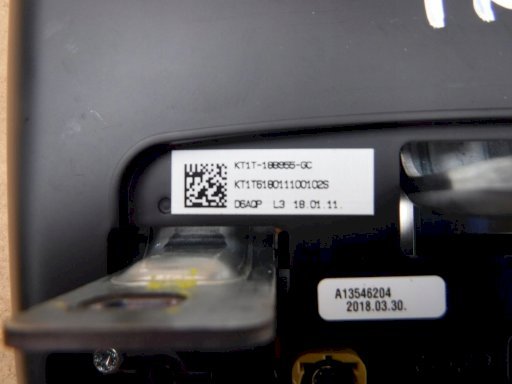 KT1T-18B955-GC
KT1T6180111001025
D6AQP L3 18.01.11.
A13546204
2018.03.30.